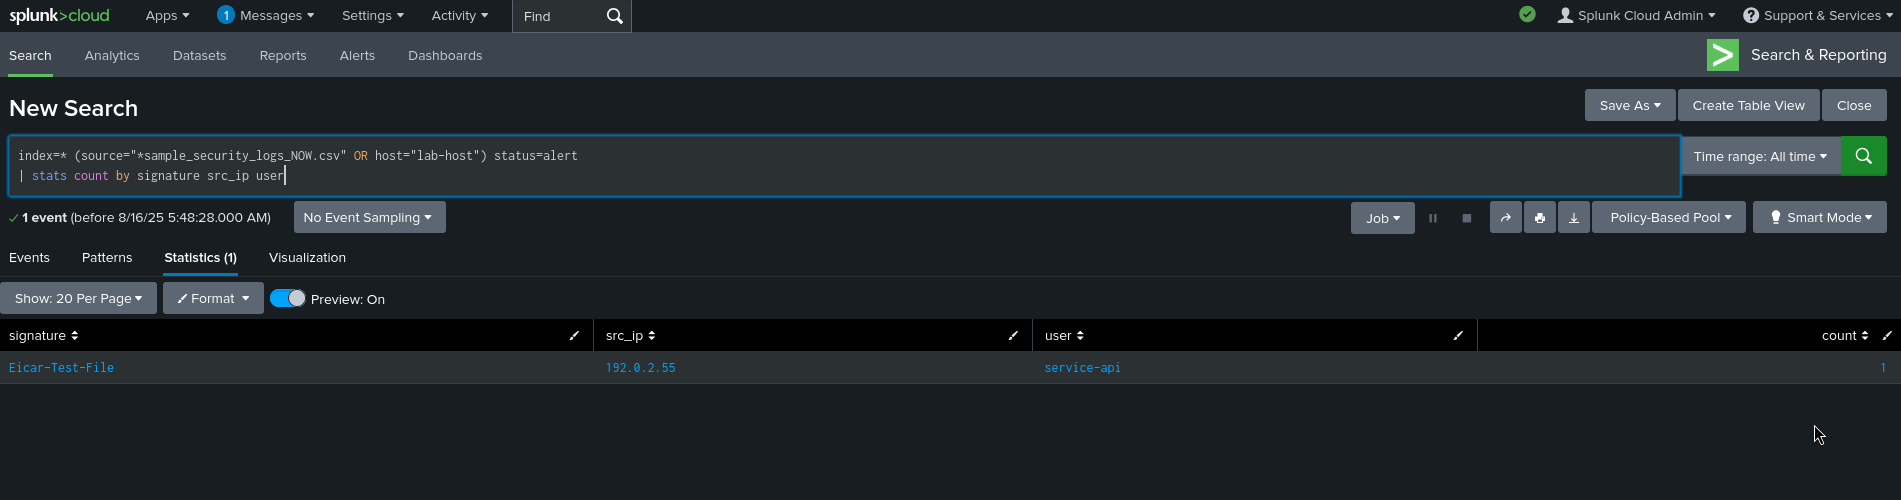 splunk>cloud Apps 1 Messages Settings Activity Find Splunk Cloud Admin Support & Services
Search Analytics Datasets Reports Alerts Dashboards Search & Reporting
New Search Save As Create Table View Close
index=* (source="*sample_security_logs_NOW.csv" OR host="lab-host") status=alert
| stats count by signature src_ip user
Time range: All time
1 event (before 8/16/25 5:48:28.000 AM) No Event Sampling Job Policy-Based Pool Smart Mode
Events Patterns Statistics (1) Visualization
Show: 20 Per Page Format Preview: On
signature src_ip user count
Eicar-Test-File 192.0.2.55 service-api 1